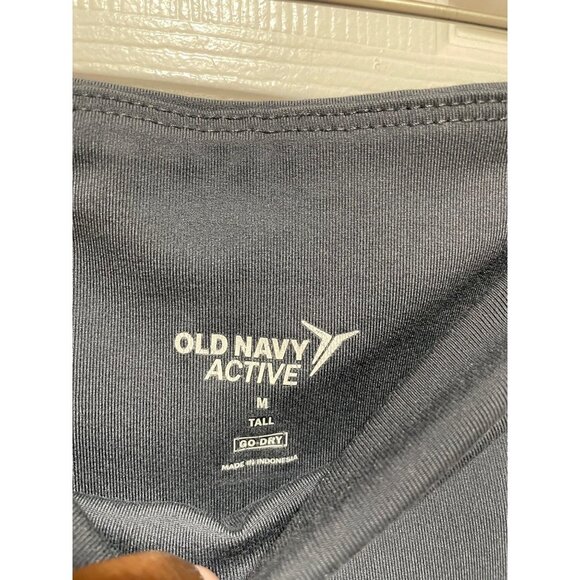 OLD NAVY
ACTIVE
M
TALL
GO-DRY
MADE IN INDONESIA